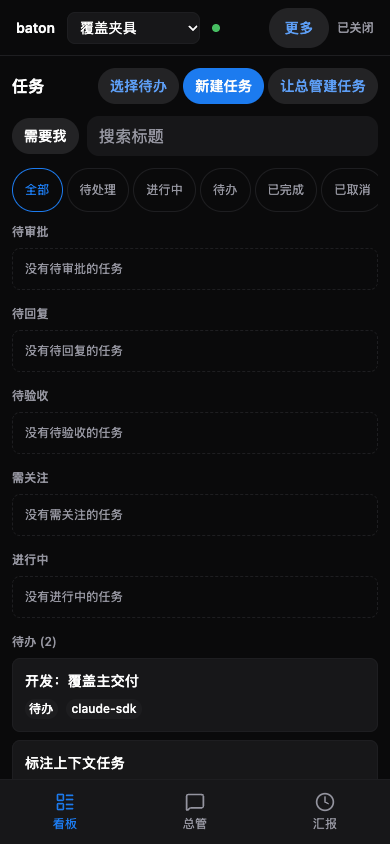 baton 覆盖夹具 更多 已关闭
任务 选择待办 新建任务 让总管建任务
需要我 搜索标题
全部 待处理 进行中 待办 已完成 已取消
待审批
没有待审批的任务
待回复
没有待回复的任务
待验收
没有待验收的任务
需关注
没有需关注的任务
进行中
没有进行中的任务
待办 (2)
开发：覆盖主交付
待办 claude-sdk
标注上下文任务
看板 总管 汇报